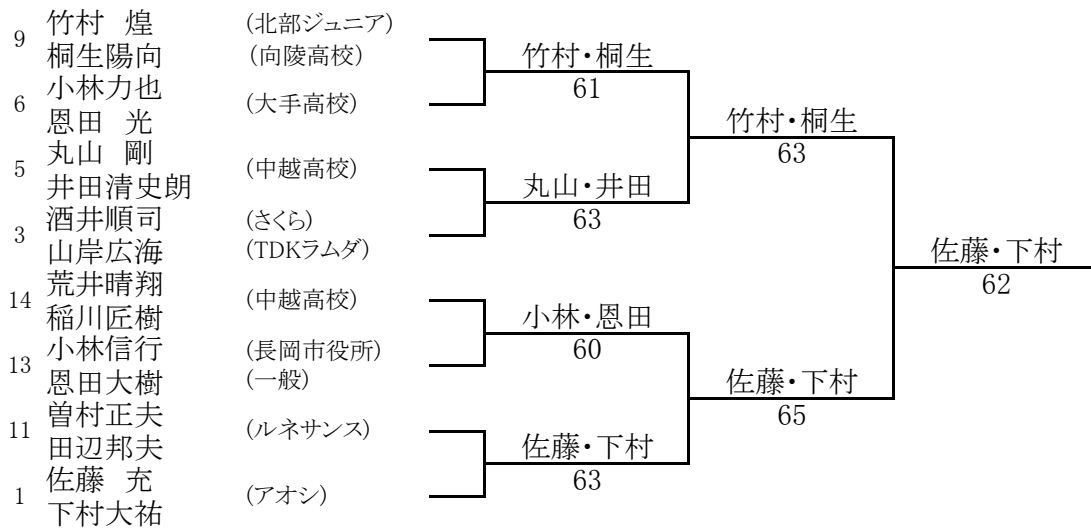 9 竹村 煌 (北部ジュニア)
桐生陽向 (向陵高校)
竹村・桐生
61
6 小林力也 (大手高校)
恩田 光
竹村・桐生
63
5 丸山 剛 (中越高校)
井田清史朗
丸山・井田
63
3 酒井順司 (さくら)
山岸広海 (TDKラムダ)
佐藤・下村
62
14 荒井晴翔 (中越高校)
稲川匠樹
小林・恩田
60
13 小林信行 (長岡市役所)
恩田大樹 (一般)
佐藤・下村
65
11 曽村正夫 (ルネサンス)
田辺邦夫
佐藤・下村
63
1 佐藤 充 (アオシ)
下村大祐